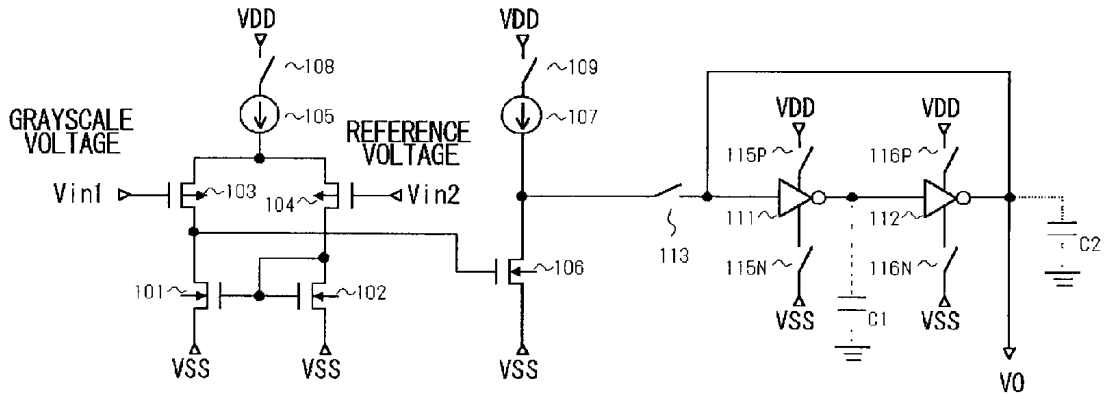 VDD
108
105
GRAYSCALE
VOLTAGE
REFERENCE
VOLTAGE
Vin1
103
104
Vin2
101
102
VSS
VSS
VDD
109
107
106
VSS
113
VDD
115P
111
115N
VSS
C1
VDD
116P
112
116N
VSS
C2
VO